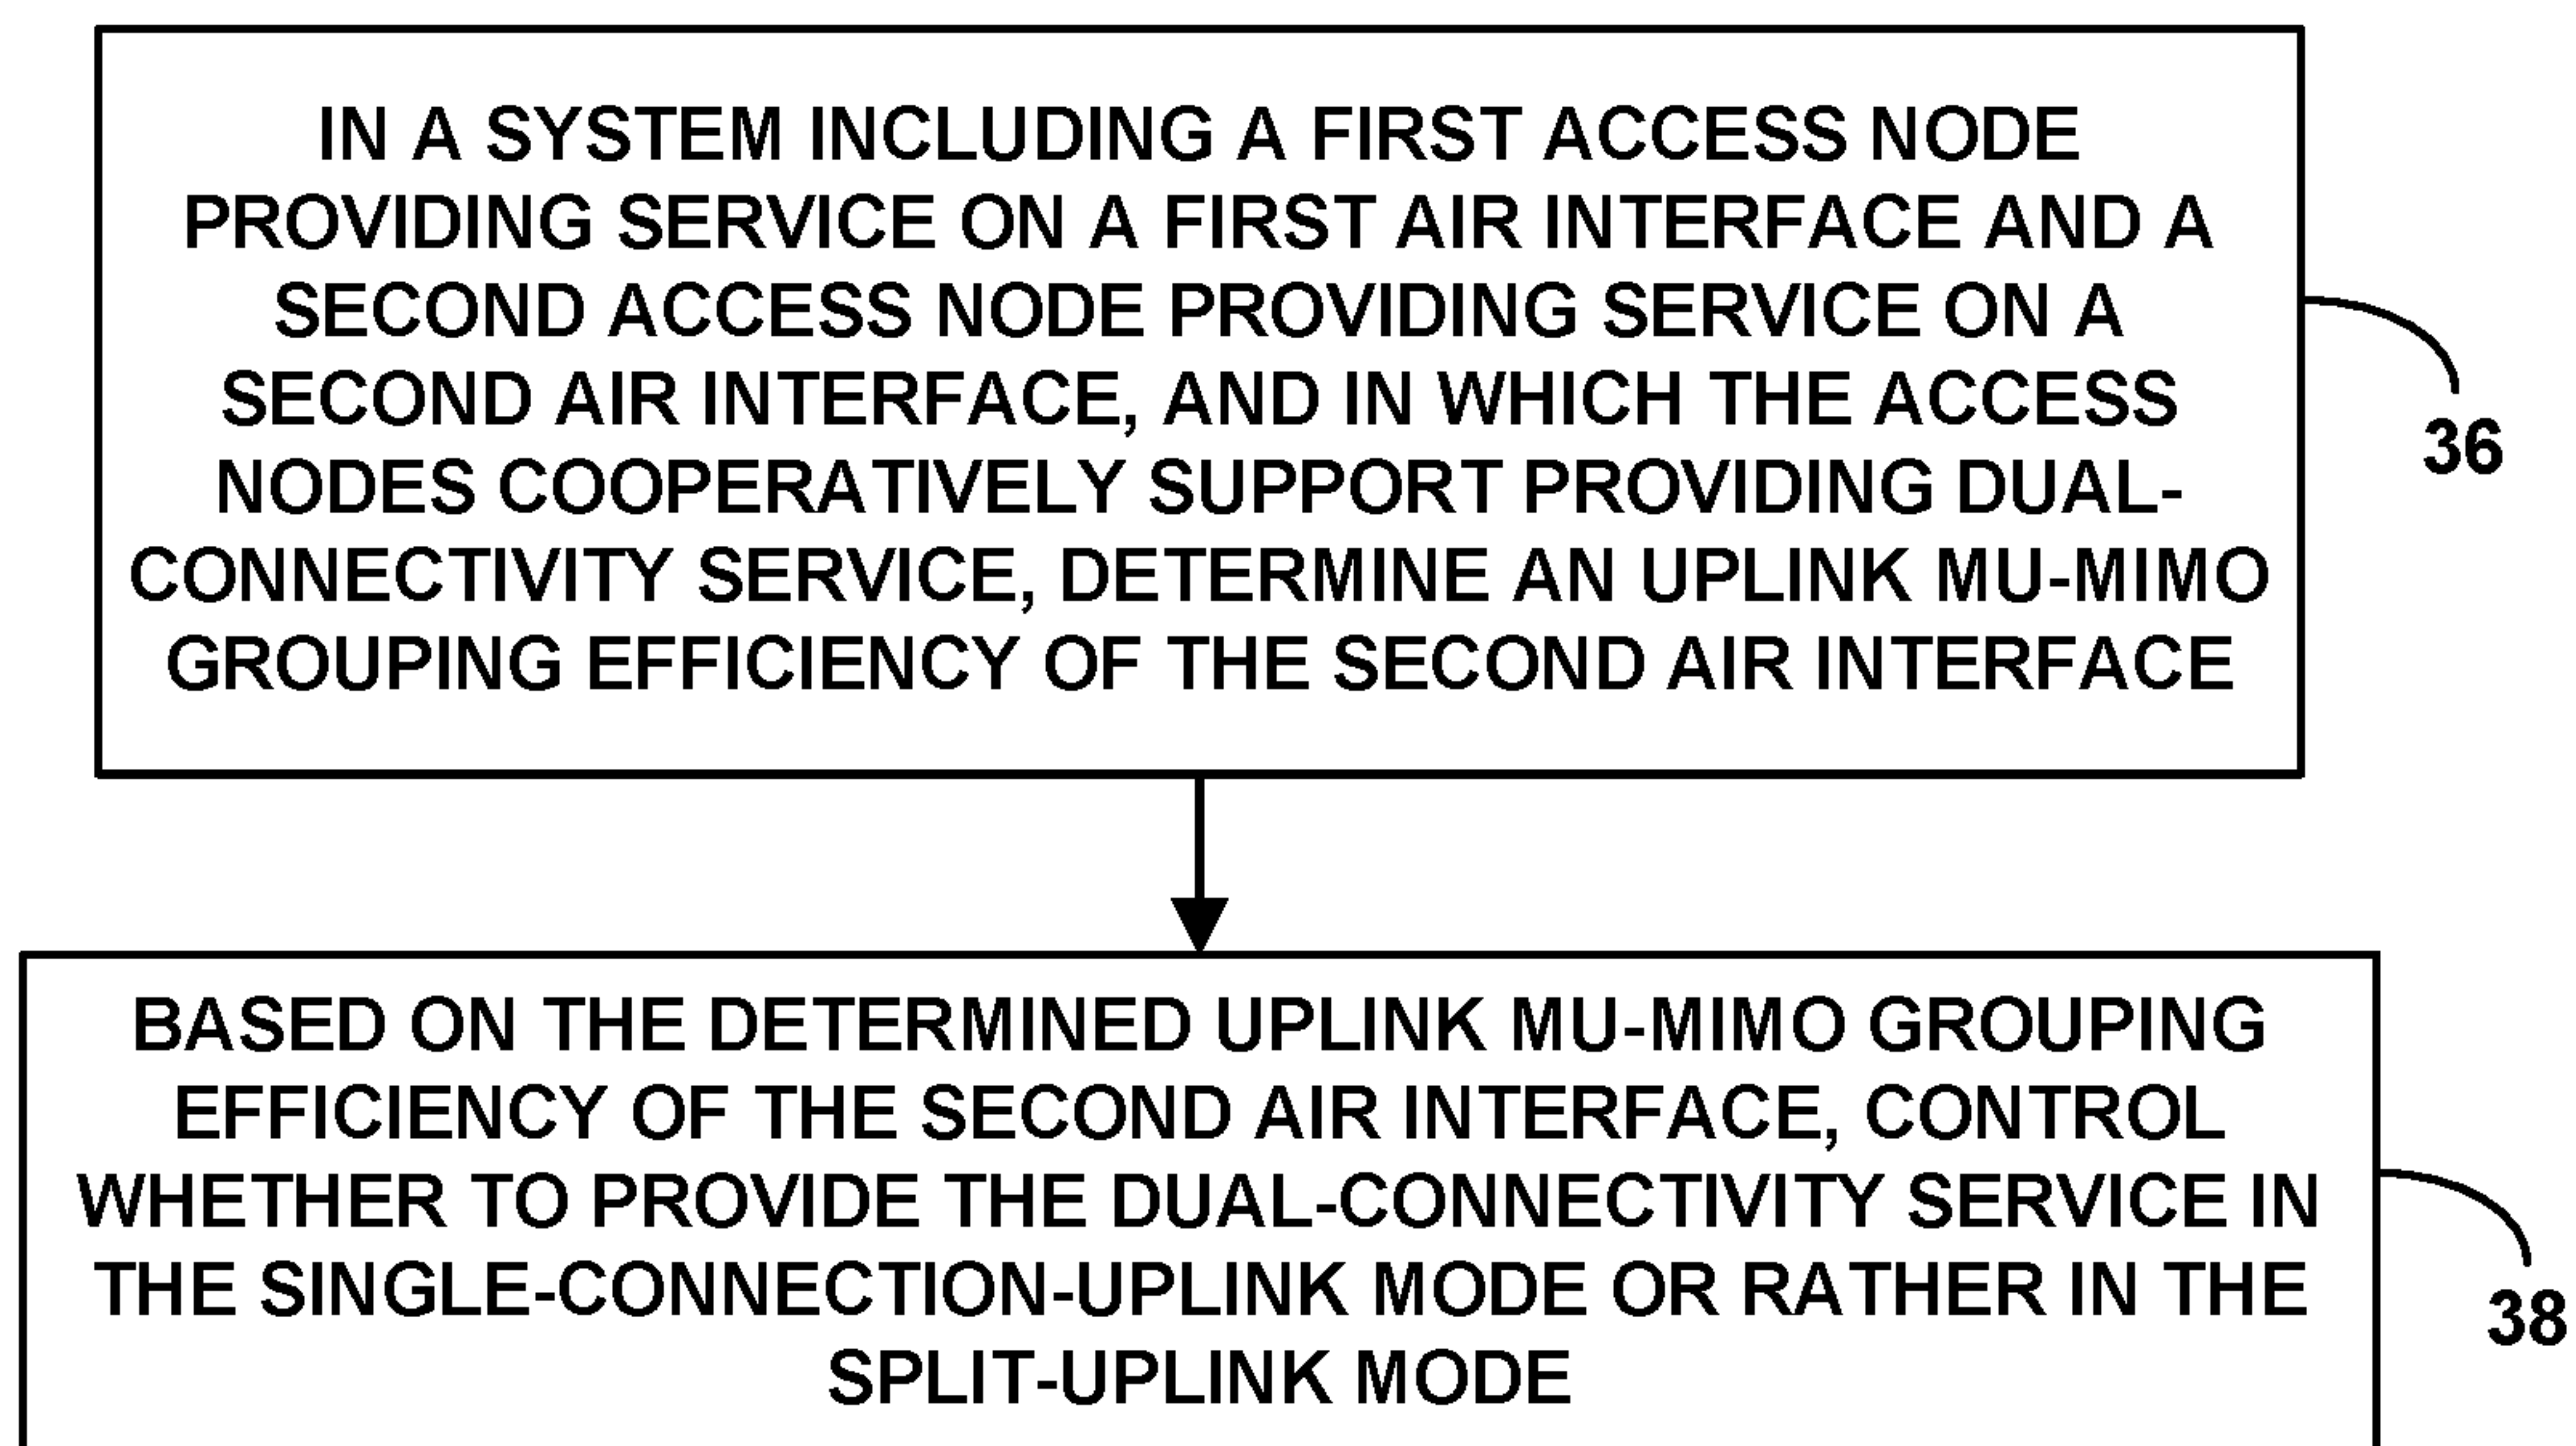 IN A SYSTEM INCLUDING A FIRST ACCESS NODE
PROVIDING SERVICE ON A FIRST AIR INTERFACE AND A
SECOND ACCESS NODE PROVIDING SERVICE ON A
SECOND AIR INTERFACE, AND IN WHICH THE ACCESS
NODES COOPERATIVELY SUPPORT PROVIDING DUAL-
CONNECTIVITY SERVICE, DETERMINE AN UPLINK MU-MIMO
GROUPING EFFICIENCY OF THE SECOND AIR INTERFACE
36
BASED ON THE DETERMINED UPLINK MU-MIMO GROUPING
EFFICIENCY OF THE SECOND AIR INTERFACE, CONTROL
WHETHER TO PROVIDE THE DUAL-CONNECTIVITY SERVICE IN
THE SINGLE-CONNECTION-UPLINK MODE OR RATHER IN THE
SPLIT-UPLINK MODE
38